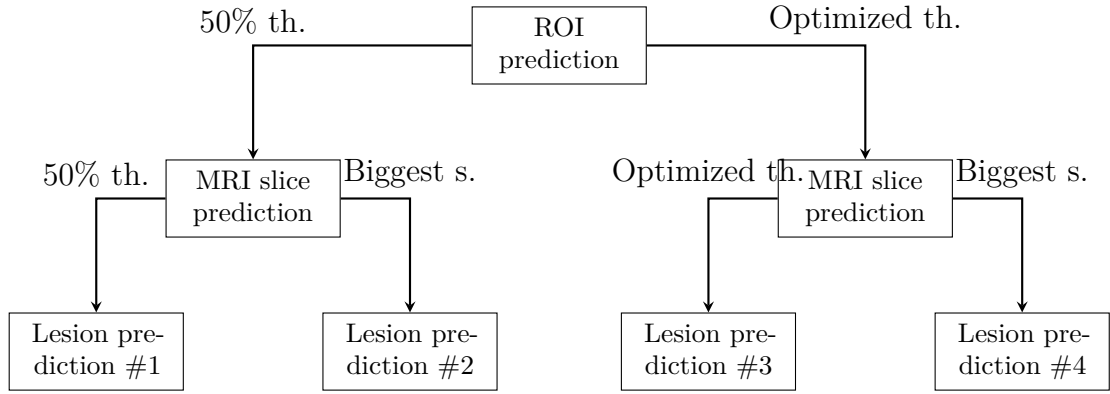 50% th.
ROI
prediction
Optimized th.
50% th.
MRI slice
prediction
Biggest s.
Optimized th.
MRI slice
prediction
Biggest s.
Lesion pre-
diction #1
Lesion pre-
diction #2
Lesion pre-
diction #3
Lesion pre-
diction #4